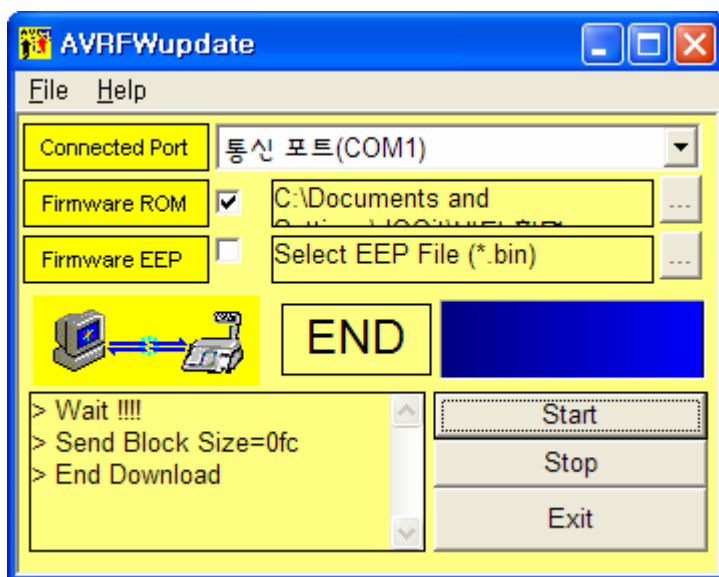 AVRFWupdate
File Help
Connected Port 통신 포트(COM1)
Firmware ROM C:\Documents and
Firmware EEP Select EEP File (*.bin)
END
> Wait !!!!
> Send Block Size=0fc
> End Download
Start
Stop
Exit